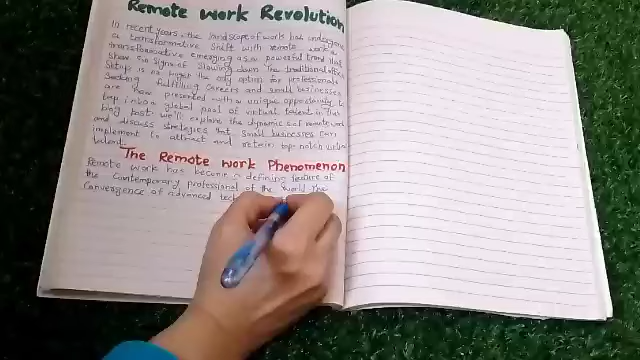 Remote work Revolution
In recent years, the landscape of work has undergone
a transformative shift with remote work
transformative emerging as a powerful trend that
show no signs of slowing down. The traditional office
Setup is no longer the only option for professionals
Seeking fulfilling careers and small businesses
are now presented with a unique opportunity to
tap into a global pool of virtual talent in this
blog post we'll explore the dynamics of remote work
and discuss strategies that small businesses can
implement to attract and retain top-notch virtual
talent.
The Remote work Phenomenon
Remote work has become a defining feature of
the contemporary professional of the world the
Convergence of advanced tech